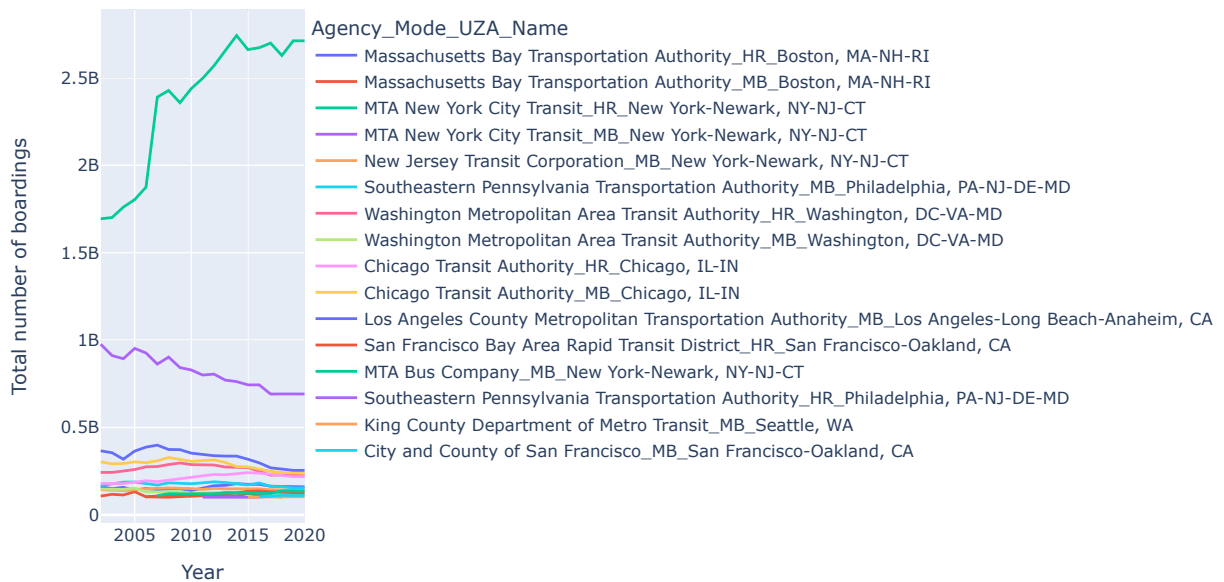 Agency_Mode_UZA_Name
Massachusetts Bay Transportation Authority_HR_Boston, MA-NH-RI
Massachusetts Bay Transportation Authority_MB_Boston, MA-NH-RI
MTA New York City Transit_HR_New York-Newark, NY-NJ-CT
MTA New York City Transit_MB_New York-Newark, NY-NJ-CT
New Jersey Transit Corporation_MB_New York-Newark, NY-NJ-CT
Southeastern Pennsylvania Transportation Authority_MB_Philadelphia, PA-NJ-DE-MD
Washington Metropolitan Area Transit Authority_HR_Washington, DC-VA-MD
Washington Metropolitan Area Transit Authority_MB_Washington, DC-VA-MD
Chicago Transit Authority_HR_Chicago, IL-IN
Chicago Transit Authority_MB_Chicago, IL-IN
Los Angeles County Metropolitan Transportation Authority_MB_Los Angeles-Long Beach-Anaheim, CA
San Francisco Bay Area Rapid Transit District_HR_San Francisco-Oakland, CA
MTA Bus Company_MB_New York-Newark, NY-NJ-CT
Southeastern Pennsylvania Transportation Authority_HR_Philadelphia, PA-NJ-DE-MD
King County Department of Metro Transit_MB_Seattle, WA
City and County of San Francisco_MB_San Francisco-Oakland, CA
Total number of boardings
2.5B
2B
1.5B
1B
0.5B
0
2005 2010 2015 2020
Year